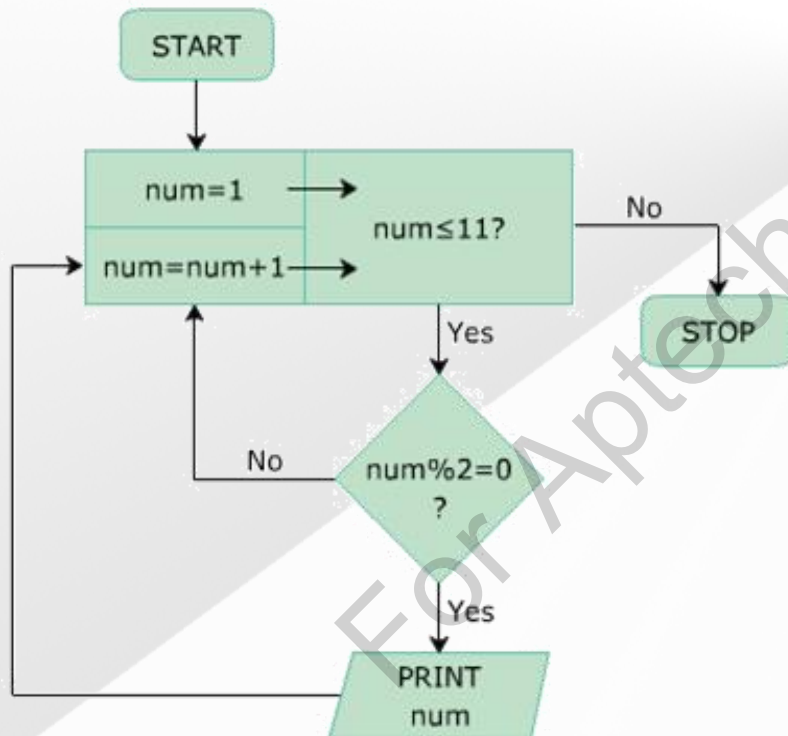 START
num=1
num≤11?
num=num+1
No
STOP
Yes
num%2=0
?
No
Yes
PRINT
num
For Aptech